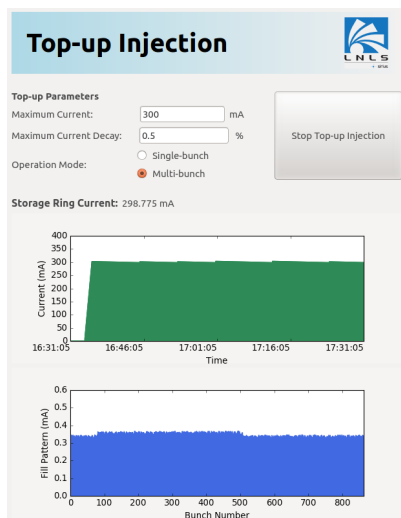 Top-up Injection
LNLS
Top-up Parameters
Maximum Current: 300 mA
Maximum Current Decay: 0.5 %
Stop Top-up Injection
Operation Mode:
Single-bunch
Multi-bunch
Storage Ring Current: 298.775 mA
400
350
300
250
200
150
100
50
0
Current (mA)
16:31:05 16:46:05 17:01:05 17:16:05 17:31:05
Time
0.6
0.5
0.4
0.3
0.2
0.1
0.0
Fill Pattern (mA)
0 100 200 300 400 500 600 700 800
Bunch Number